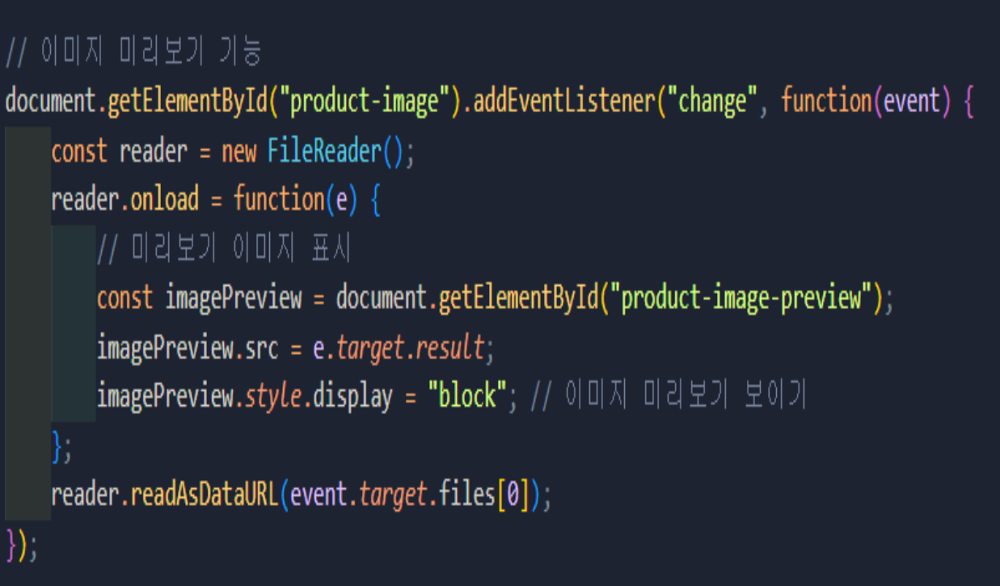 // 이미지 미리보기 기능
document.getElementById("product-image").addEventListener("change", function(event) {
    const reader = new FileReader();
    reader.onload = function(e) {
        // 미리보기 이미지 표시
        const imagePreview = document.getElementById("product-image-preview");
        imagePreview.src = e.target.result;
        imagePreview.style.display = "block"; // 이미지 미리보기 보이기
    };
    reader.readAsDataURL(event.target.files[0]);
});